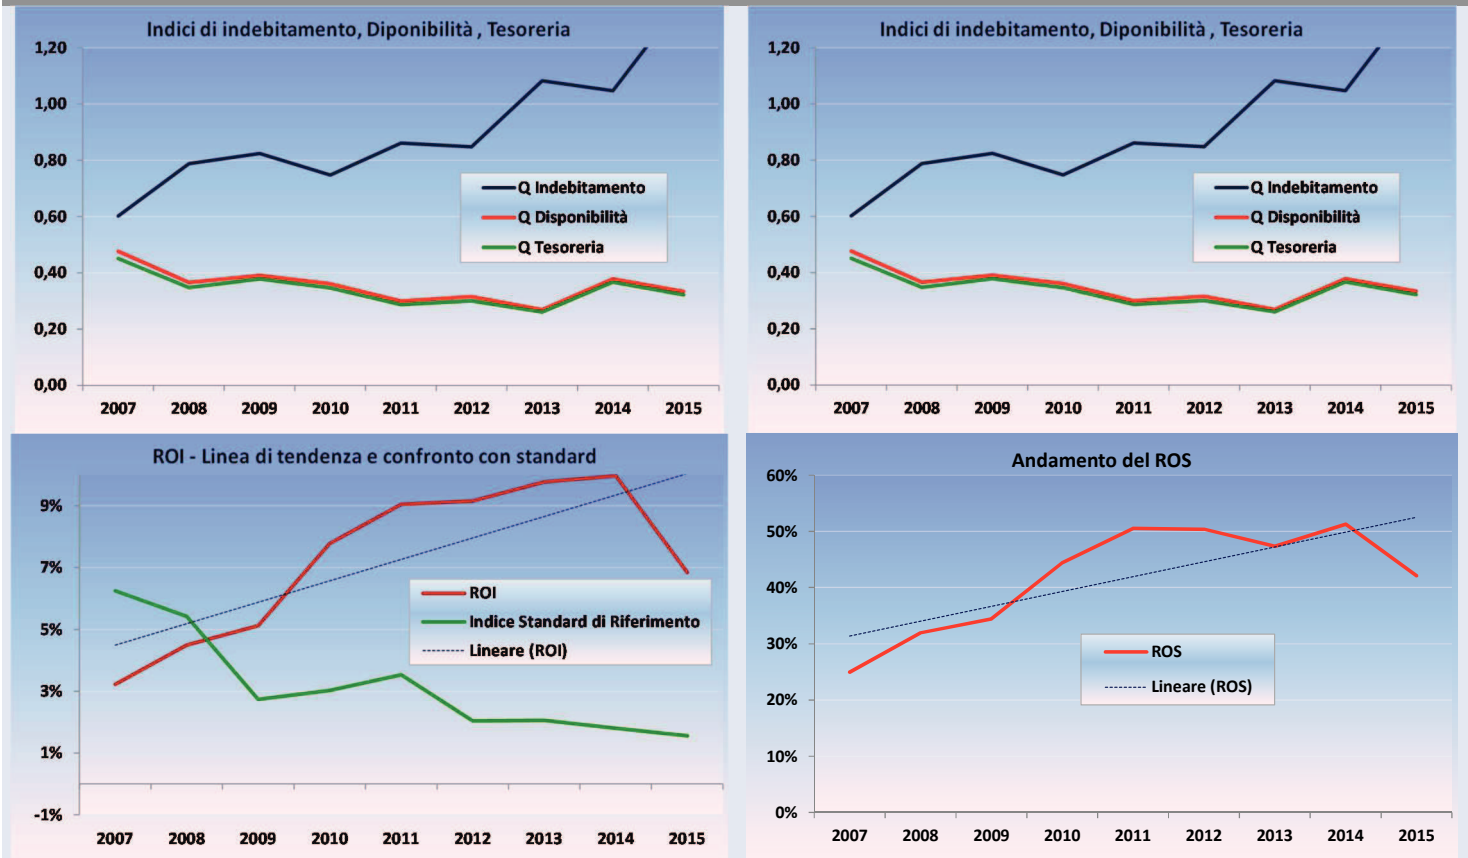 Indici di indebitamento, Diponibilità , Tesoreria
1,20
1,00
0,80
0,60
0,40
0,20
0,00
Q Indebitamento
Q Disponibilità
Q Tesoreria
2007 2008 2009 2010 2011 2012 2013 2014 2015
Indici di indebitamento, Diponibilità , Tesoreria
1,20
1,00
0,80
0,60
0,40
0,20
0,00
Q Indebitamento
Q Disponibilità
Q Tesoreria
2007 2008 2009 2010 2011 2012 2013 2014 2015
ROI - Linea di tendenza e confronto con standard
9%
7%
5%
3%
1%
-1%
ROI
Indice Standard di Riferimento
Lineare (ROI)
2007 2008 2009 2010 2011 2012 2013 2014 2015
Andamento del ROS
60%
50%
40%
30%
20%
10%
0%
ROS
Lineare (ROS)
2007 2008 2009 2010 2011 2012 2013 2014 2015